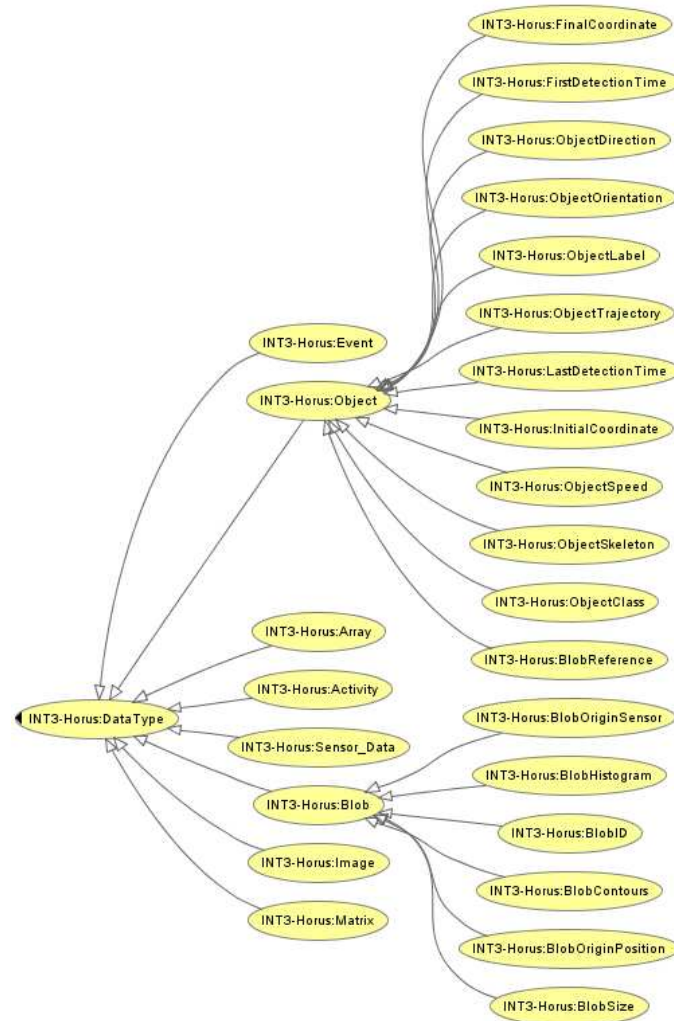 INT3-Horus:FinalCoordinate
INT3-Horus:FirstDetectionTime
INT3-Horus:ObjectDirection
INT3-Horus:ObjectOrientation
INT3-Horus:ObjectLabel
INT3-Horus:ObjectTrajectory
INT3-Horus:Event
INT3-Horus:LastDetectionTime
INT3-Horus:Object
INT3-Horus:InitialCoordinate
INT3-Horus:ObjectSpeed
INT3-Horus:ObjectSkeleton
INT3-Horus:ObjectClass
INT3-Horus:Array
INT3-Horus:BlobReference
INT3-Horus:Activity
INT3-Horus:DataType
INT3-Horus:BlobOriginSensor
INT3-Horus:Sensor_Data
INT3-Horus:BlobHistogram
INT3-Horus:Blob
INT3-Horus:BlobID
INT3-Horus:Image
INT3-Horus:BlobContours
INT3-Horus:Matrix
INT3-Horus:BlobOriginPosition
INT3-Horus:BlobSize